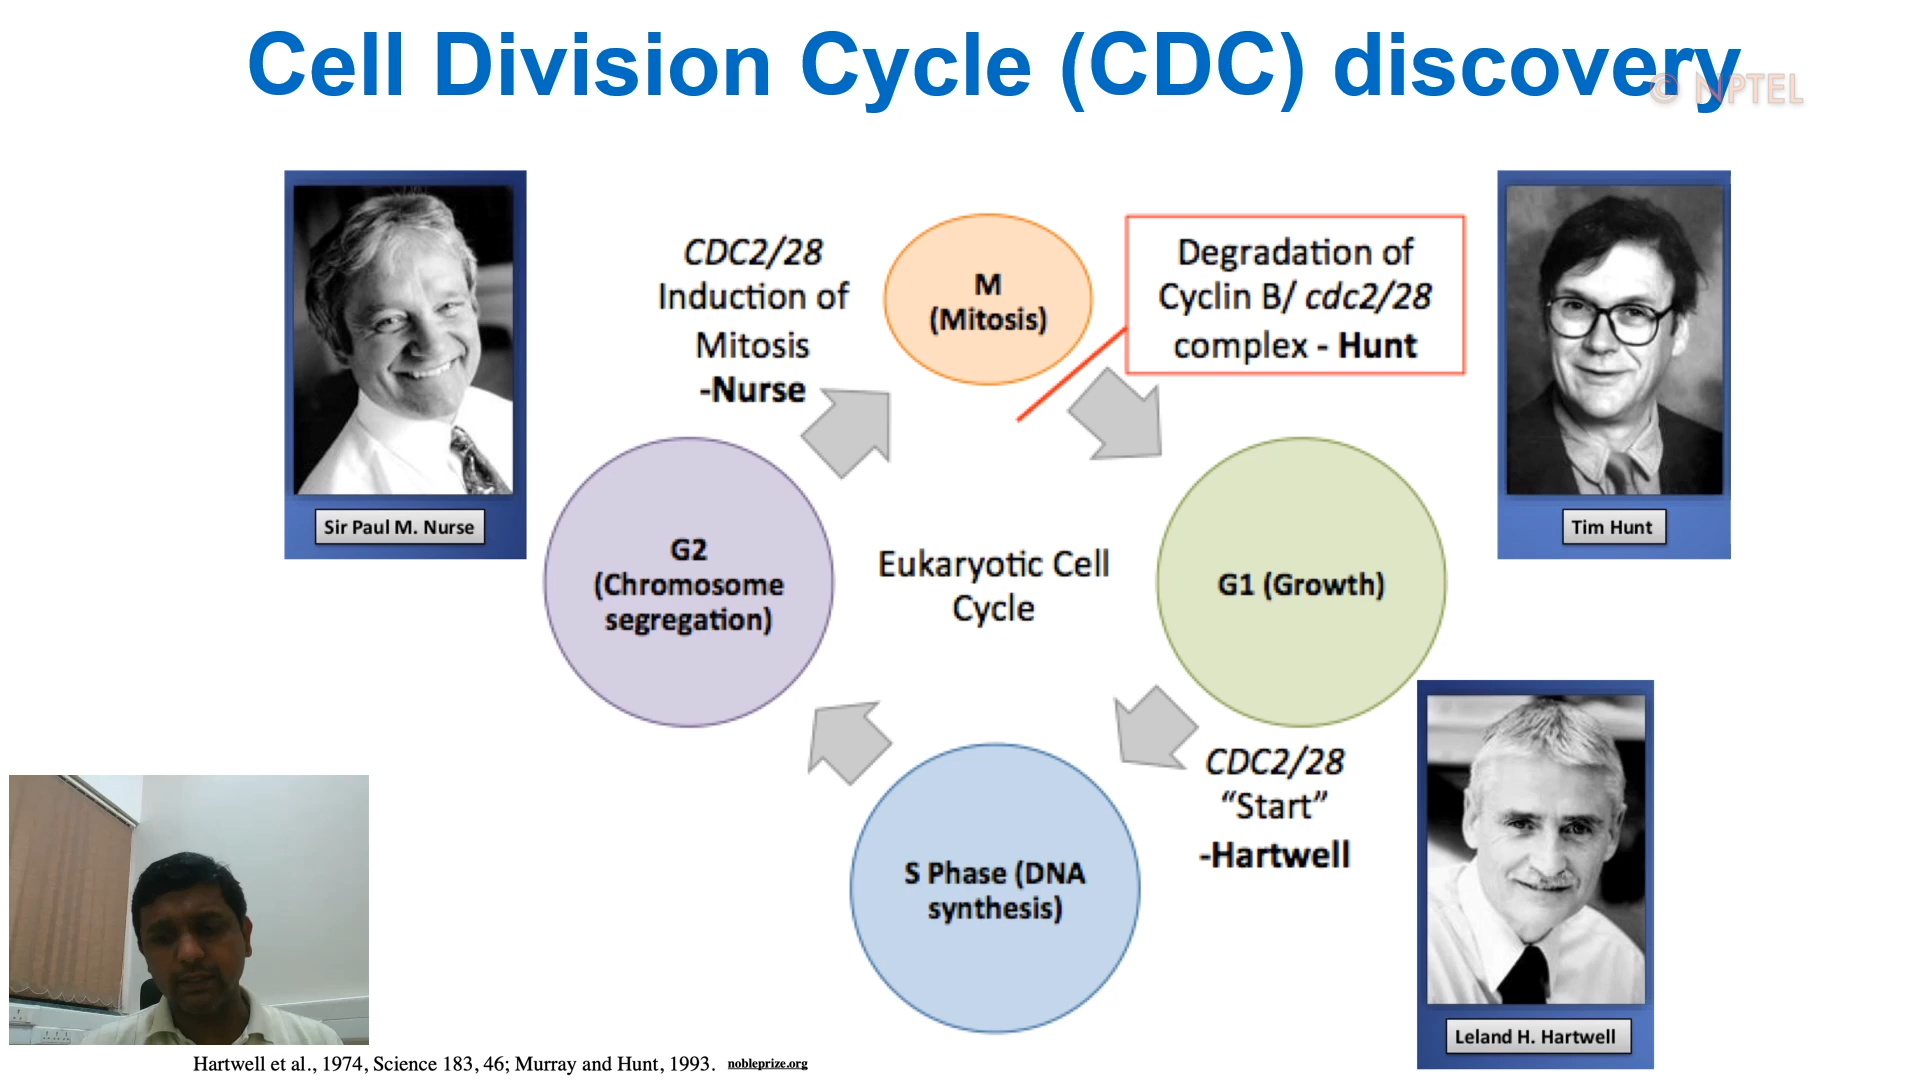 Cell Division Cycle (CDC) discovery
© NPTEL
CDC2/28
Induction of
Mitosis
-Nurse
M
(Mitosis)
Degradation of
Cyclin B/ cdc2/28
complex - Hunt
Sir Paul M. Nurse
Tim Hunt
G2
(Chromosome
segregation)
Eukaryotic Cell
Cycle
G1 (Growth)
CDC2/28
“Start”
-Hartwell
S Phase (DNA
synthesis)
Leland H. Hartwell
Hartwell et al., 1974, Science 183, 46; Murray and Hunt, 1993. nobleprize.org